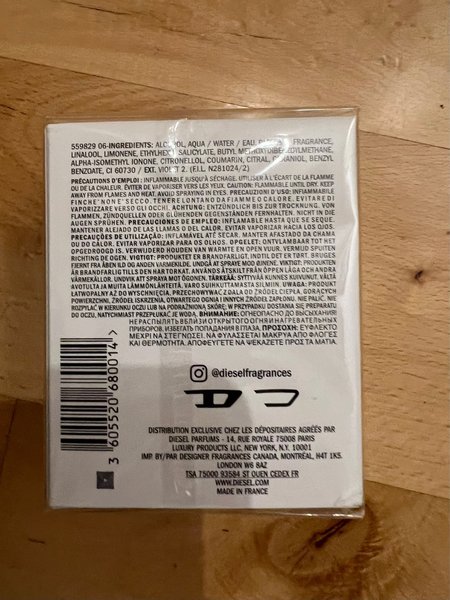 559829 06-INGREDIENTS: ALCOHOL, AQUA / WATER / EAU, PARFUM / FRAGRANCE,
LINALOOL, LIMONENE, ETHYLHEXYL SALICYLATE, BUTYL METHOXYDIBENZOYLMETHANE,
ALPHA-ISOMETHYL IONONE, CITRONELLOL, COUMARIN, CITRAL, GERANIOL, BENZYL
BENZOATE, CI 60730 / EXT. VIOLET 2. (F.I.L. N281024/2)
PRÉCAUTIONS D'EMPLOI: INFLAMMABLE JUSQU'À SÉCHAGE. UTILISER À L'ÉCART DE LA FLAMME
OU DE LA CHALEUR. ÉVITER DE VAPORISER VERS LES YEUX. CAUTION: FLAMMABLE UNTIL DRY. KEEP
AWAY FROM FLAMES AND HEAT. AVOID SPRAYING IN EYES. PRECAUZIONI D'USO: INFIAMMABILE
FINCHE' NON E' SECCO. TENERE LONTANO DA FIAMME O CALORE. EVITARE DI
VAPORIZZARE VERSO GLI OCCHI. ACHTUNG: ENTZÜNDLICH BIS ZUR TROCKNUNG. VON
FLAMMEN, ZÜNDQUELLEN ODER GLÜHENDEN GEGENSTÄNDEN FERNHALTEN. NICHT IN DIE
AUGEN SPRÜHEN. PRECAUCIONES DE EMPLEO: INFLAMABLE HASTA QUE SE SEQUE.
MANTENER ALEJADO DE LAS LLAMAS O DEL CALOR. EVITAR VAPORIZAR HACIA LOS OJOS.
PRECAUÇÕES DE UTILIZAÇÃO: INFLAMÁVEL ATÉ SECAR. MANTER AFASTADO DA CHAMA
OU DO CALOR. EVITAR VAPORIZAR PARA OS OLHOS. OPGELET: ONTVLAMBAAR TOT HET
OPGEDROOGD IS. VERWIJDERD HOUDEN VAN WARMTE EN OPEN VUUR. VERMIJD SPUITEN
RICHTING DE OGEN. VIGTIGT: PRODUKTET ER BRANDFARLIGT, INDTIL DET ER TØRT. BRUGES
FJERNT FRA VARM ILD OG ANDEN VARMEKILDE. UNDGÅ AT SPRAYE MOD ØJNENE. VIKTIGT: PRODUKTEN
ÄR BRANDFARLIG TILLS DEN HAR TORKAT. ANVÄNDS ÅTSKILJT FRÅN ÖPPEN LÅGA OCH ANDRA
VÄRMEKÄLLOR. UNDVIK ATT SPRAYA MOT ÖGONEN. TÄRKEÄÄ: SYTTYVÄ KUNNES KUIVUNUT. VÄLTÄ
AVOTULTA JA MUITA LÄMMÖNLÄHTEITÄ. VARO SUIHKUTTAMASTA SILMIIN. UWAGA: PRODUKT
ŁATWOPALNY AŻ DO WYSCHNIĘCIA. PRZECHOWYWAĆ Z DALA OD ŹRÓDEŁ CIEPŁA, GORĄCYCH
POWIERZCHNI, ŹRÓDEŁ ISKRZENIA, OTWARTEGO OGNIA I INNYCH ŹRÓDEŁ ZAPŁONU. NIE PALIĆ. NIE
ROZPYLAĆ W KIERUNKU OCZU LUB NA PODRAŻNIONĄ SKÓRĘ. W PRZYPADKU DOSTANIA SIĘ
DO OCZU, NATYCHMIAST PRZEPŁUKAĆ JE WODĄ. ВНИМАНИЕ: ОГНЕОПАСНО ДО ВЫСЫХАНИЯ
НЕ РАСПЫЛЯТЬ ВБЛИЗИ ОТКРЫТОГО ОГНЯ И НАГРЕВАТЕЛЬНЫХ
ПРИБОРОВ. ИЗБЕГАТЬ ПОПАДАНИЯ В ГЛАЗА. ΠΡΟΣΟΧΗ: ΕΥΦΛΕΚΤΟ
ΜΕΧΡΙ ΝΑ ΣΤΕΓΝΩΣΕΙ. ΝΑ ΦΥΛΑΣΣΕΤΑΙ ΜΑΚΡΥΑ ΑΠΟ ΦΛΟΓΕΣ
ΚΑΙ ΘΕΡΜΟΤΗΤΑ. ΑΠΟΦΕΥΓΕΤΕ ΝΑ ΨΕΚΑΖΕΤΕ ΠΡΟΣ ΤΑ ΜΑΤΙΑ.
@dieselfragrances
3 605520 680014 >
DISTRIBUTION EXCLUSIVE CHEZ LES DÉPOSITAIRES AGRÉÉS PAR
DIESEL PARFUMS - 14, RUE ROYALE 75008 PARIS
LUXURY PRODUCTS LLC. NEW YORK, N.Y. 10001
IMP. BY/PAR DESIGNER FRAGRANCES CANADA, MONTRÉAL, H4T 1K5.
LONDON W6 8AZ
TSA 75000 93584 ST OUEN CEDEX FR
WWW.DIESEL.COM
MADE IN FRANCE